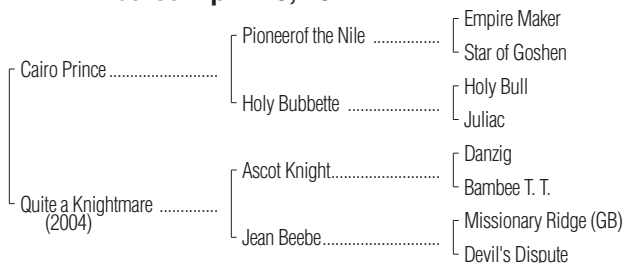 Cairo Prince
Quite a Knightmare
(2004)
Pioneerof the Nile
Holy Bubbette
Ascot Knight
Jean Beebe
Empire Maker
Star of Goshen
Holy Bull
Juliac
Danzig
Bambee T. T.
Missionary Ridge (GB)
Devil's Dispute